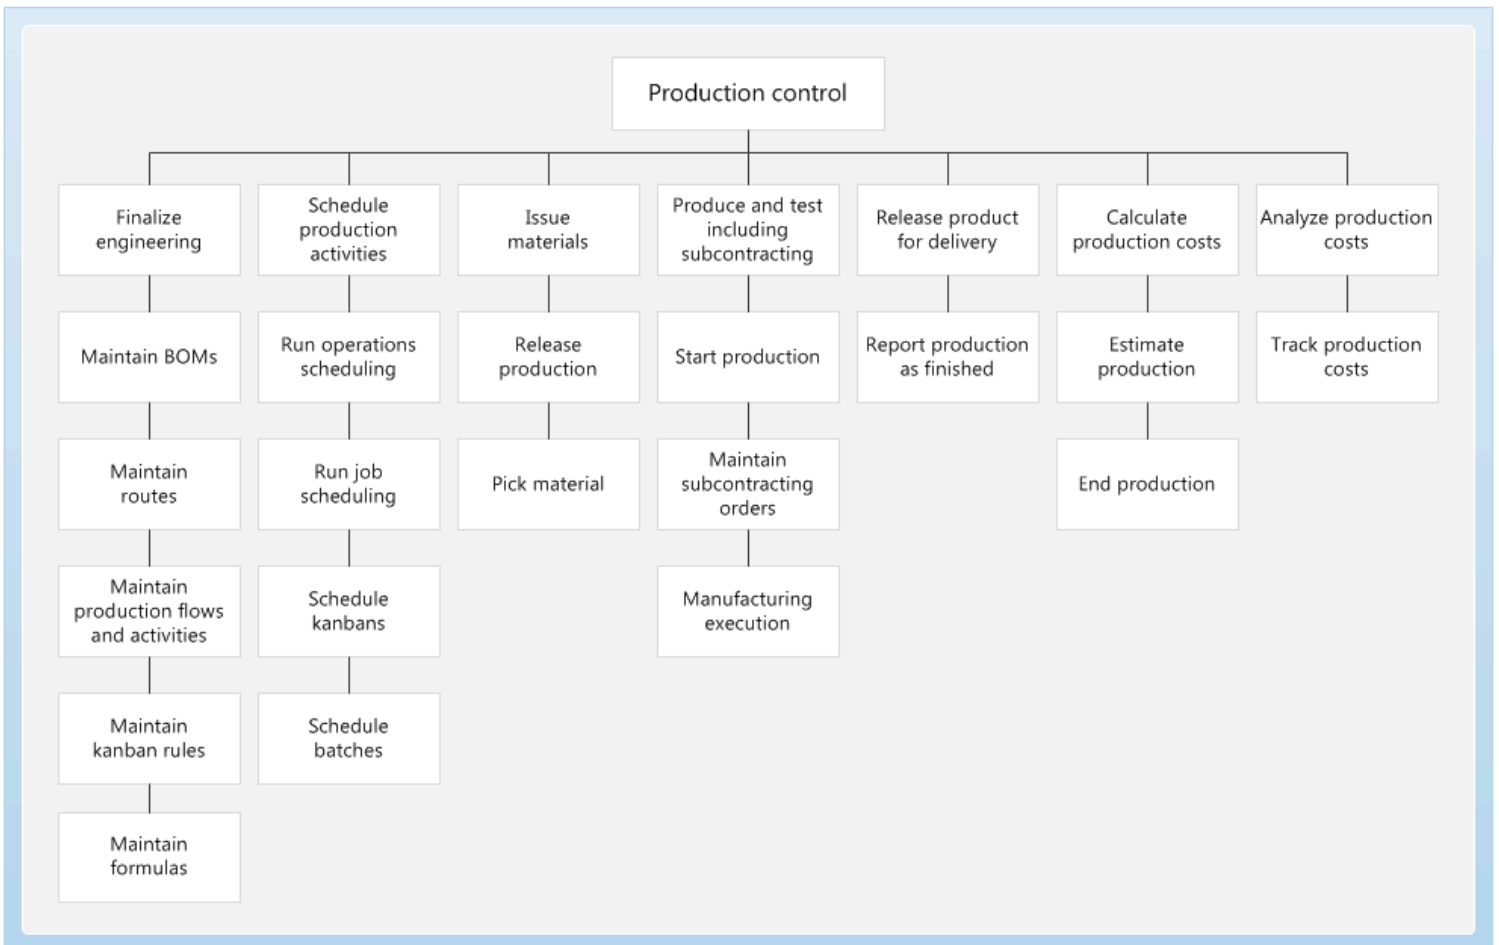 Production control
Finalize
engineering
Schedule
production
activities
Issue
materials
Produce and test
including
subcontracting
Release product
for delivery
Calculate
production costs
Analyze production
costs
Maintain BOMs
Run operations
scheduling
Release
production
Start production
Report production
as finished
Estimate
production
Track production
costs
Maintain
routes
Run job
scheduling
Pick material
Maintain
subcontracting
orders
End production
Maintain
production flows
and activities
Schedule
kanbans
Manufacturing
execution
Maintain
kanban rules
Schedule
batches
Maintain
formulas